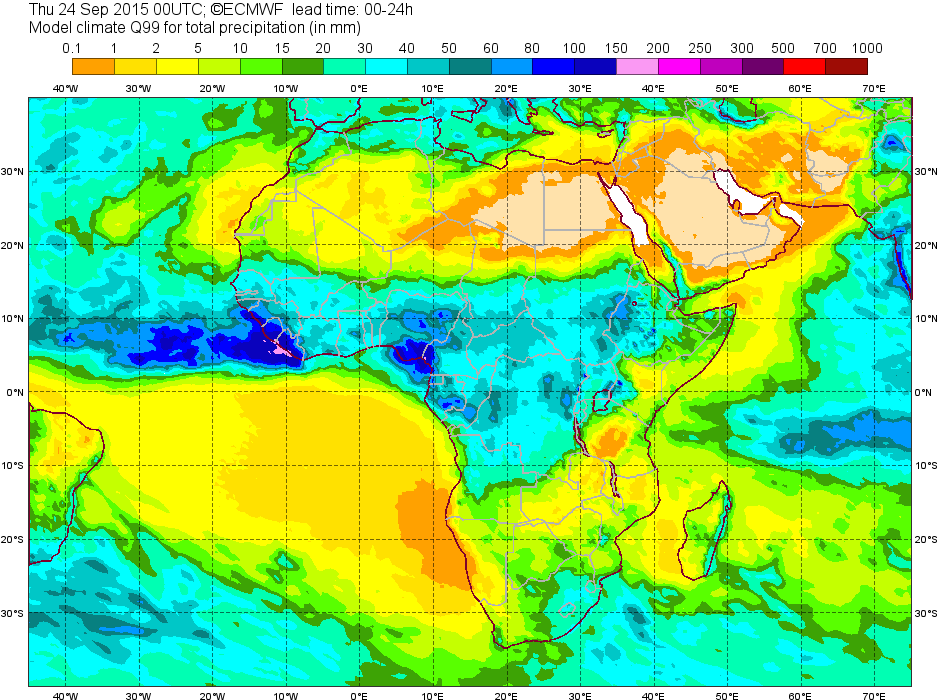 Thu 24 Sep 2015 00UTC; ©ECMWF lead time: 00-24h
Model climate Q99 for total precipitation (in mm)
0.1 1 2 5 10 15 20 30 40 50 60 80 100 150 200 250 300 500 700 1000
40°W 30°W 20°W 10°W 0°E 10°E 20°E 30°E 40°E 50°E 60°E 70°E
30°N 30°N
20°N 20°N
10°N 10°N
0°N 0°N
10°S 10°S
20°S 20°S
30°S 30°S
40°W 30°W 20°W 10°W 0°E 10°E 20°E 30°E 40°E 50°E 60°E 70°E